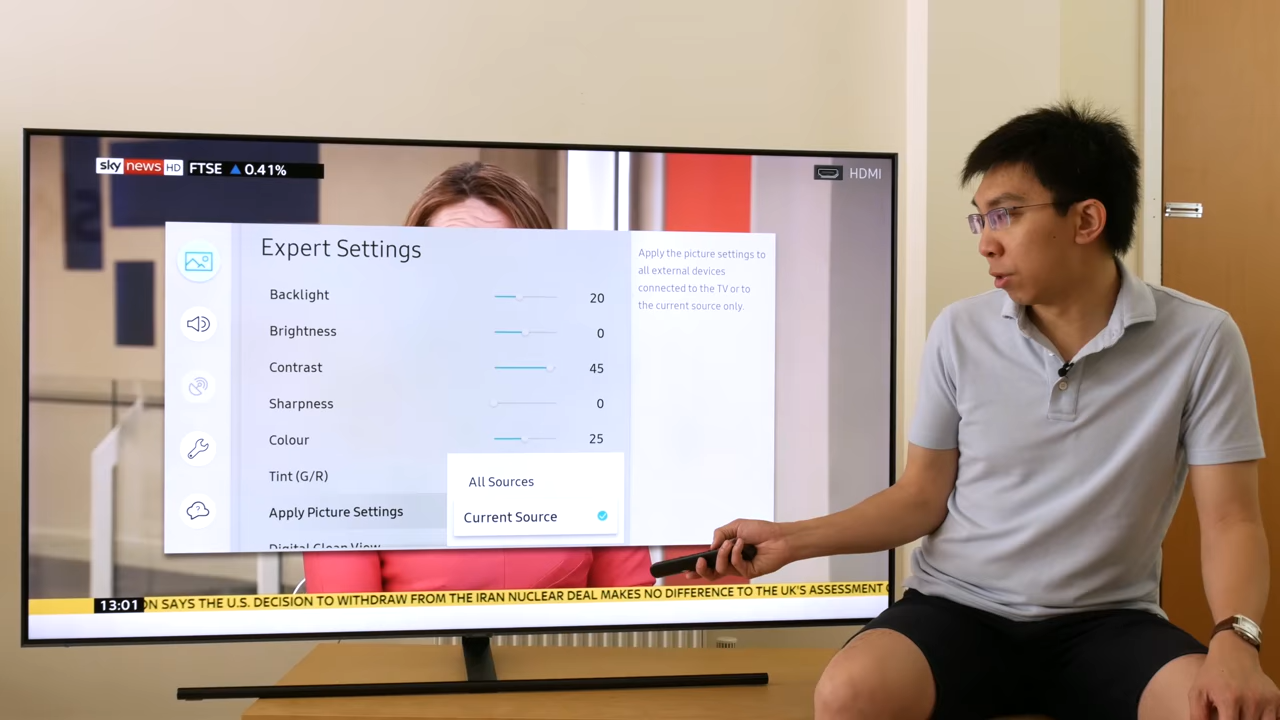 sky news HD FTSE ▲ 0.41%
HDMI
Expert Settings
Backlight 20
Brightness 0
Contrast 45
Sharpness 0
Colour 25
Tint (G/R)
Apply Picture Settings
Digital Clean View
All Sources
Current Source
Apply the picture settings to
all external devices
connected to the TV or to
the current source only.
13:01 ON SAYS THE U.S. DECISION TO WITHDRAW FROM THE IRAN NUCLEAR DEAL MAKES NO DIFFERENCE TO THE UK'S ASSESSMENT